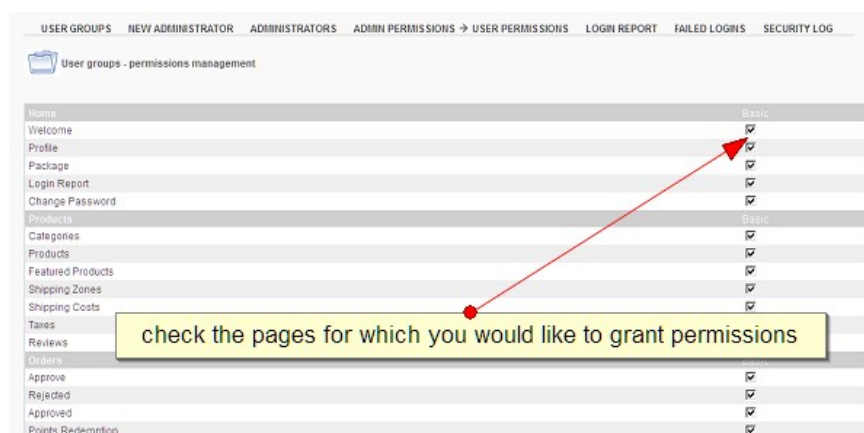 USER GROUPS NEW ADMINISTRATOR ADMINISTRATORS ADMIN PERMISSIONS → USER PERMISSIONS LOGIN REPORT FAILED LOGINS SECURITY LOG
User groups - permissions management
Home Basic
Welcome
Profile
Package
Login Report
Change Password
Products Basic
Categories
Products
Featured Products
Shipping Zones
Shipping Costs
Taxes
check the pages for which you would like to grant permissions
Reviews
Orders Basic
Approve
Rejected
Approved
Points Redemption